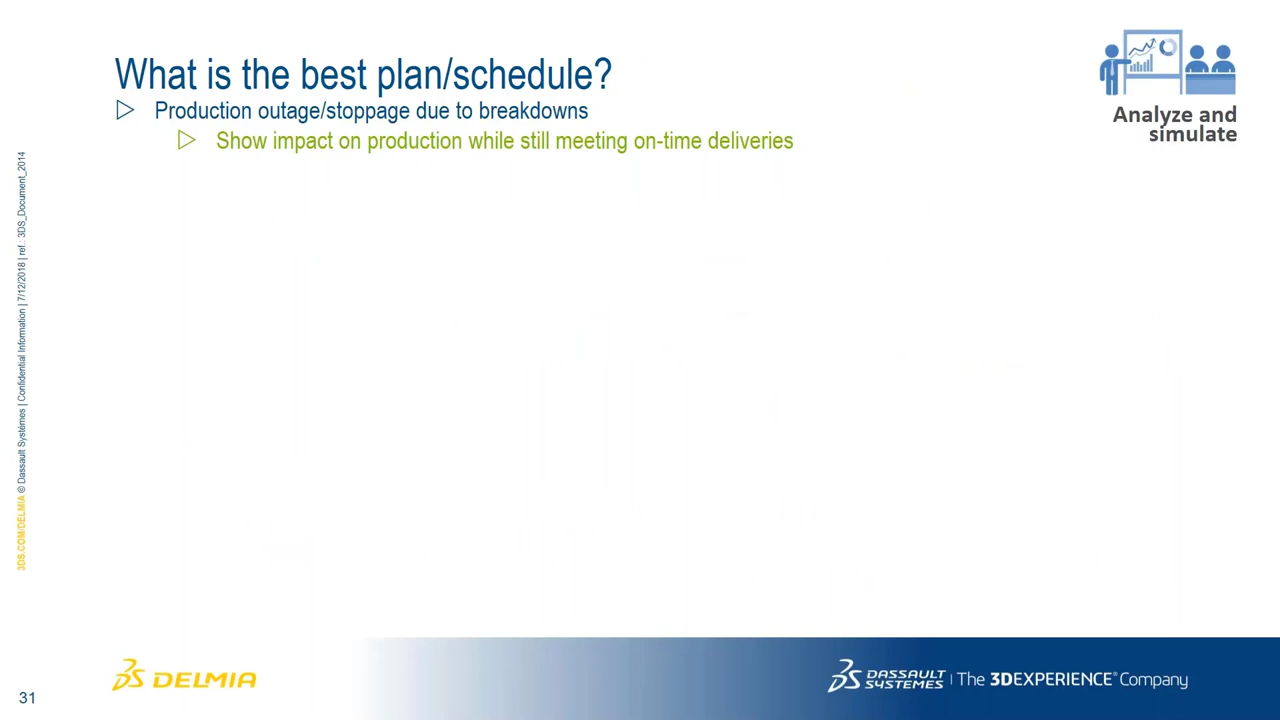 What is the best plan/schedule?
Production outage/stoppage due to breakdowns
Show impact on production while still meeting on-time deliveries
Analyze and
simulate
3DS.COM/DELMIA © Dassault Systèmes | Confidential Information | 7/12/2018 | ref.: 3DS_Document_2014
31
DELMIA
DASSAULT
SYSTEMES
The 3DEXPERIENCE® Company